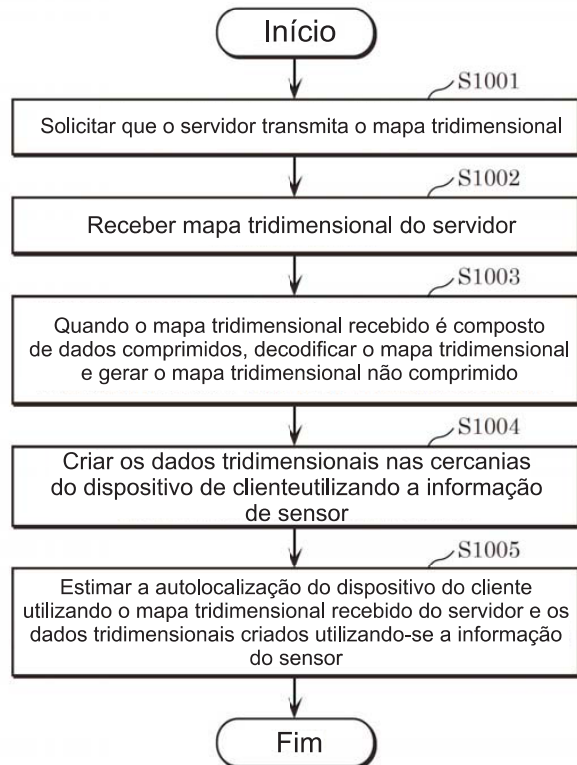 Início
S1001
Solicitar que o servidor transmita o mapa tridimensional
S1002
Receber mapa tridimensional do servidor
S1003
Quando o mapa tridimensional recebido é composto
de dados comprimidos, decodificar o mapa tridimensional
e gerar o mapa tridimensional não comprimido
S1004
Criar os dados tridimensionais nas cercanias
do dispositivo de clienteutilizando a informação
de sensor
S1005
Estimar a autolocalização do dispositivo do cliente
utilizando o mapa tridimensional recebido do servidor e os
dados tridimensionais criados utilizando-se a informação
do sensor
Fim